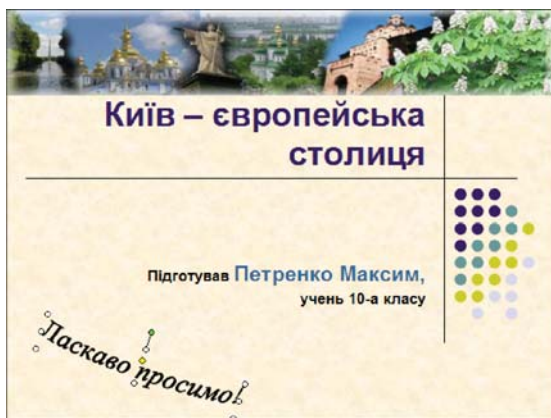 Київ – європейська
столиця
Підготував Петренко Максим,
учень 10-а класу
Ласкаво просимо!